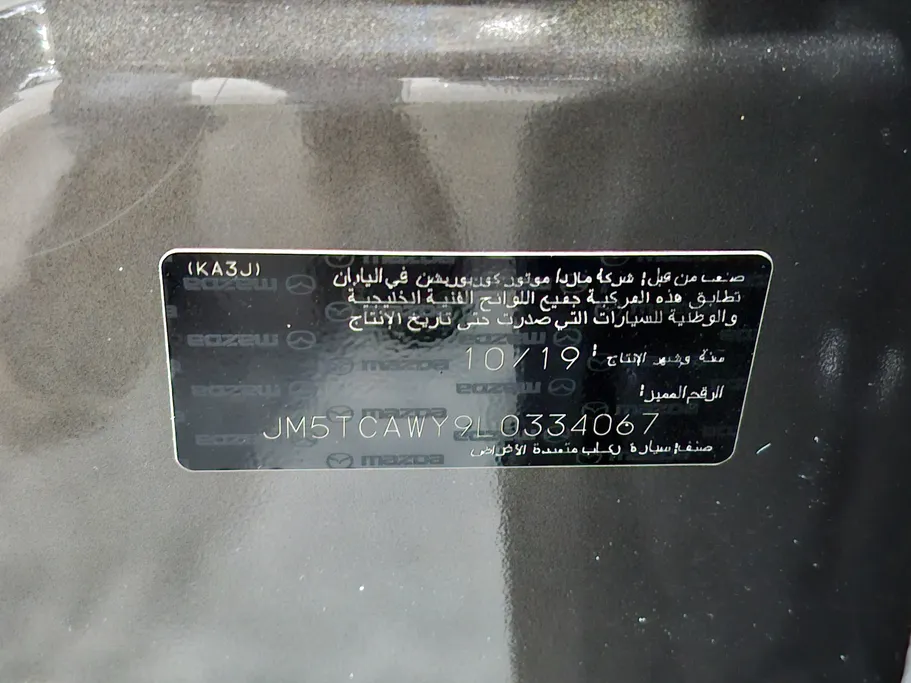 (KA3J)
صنعت من قبل: شركة مازدا موتور كوربوريشن في اليابان
تطابق هذه المركبة جميع اللوائح الفنية الخليجية
والوطنية للسيارات التي صدرت حتى تاريخ الإنتاج
سنة وشهر الإنتاج: 10/19
الرقم المميز:
JM5TCAWY9L0334067
صنف: سيارة ركاب متعددة الأغراض